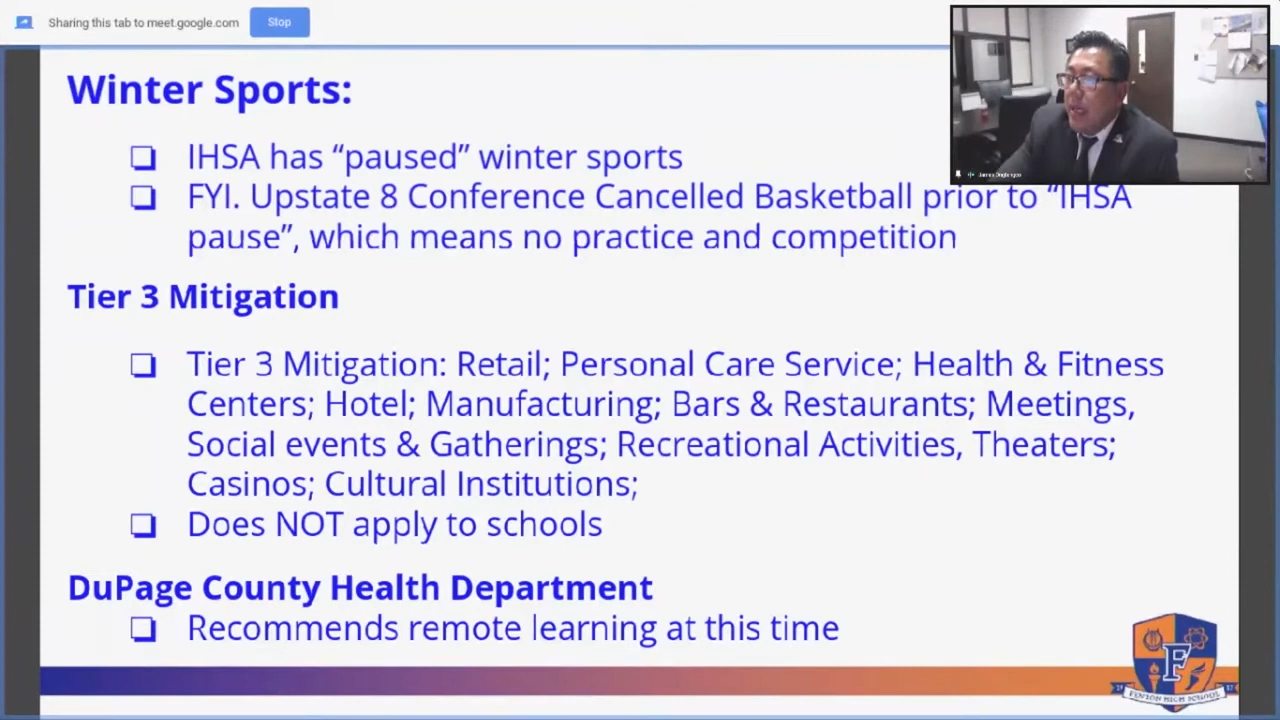 Sharing this tab to meet.google.com
Stop
Winter Sports:
IHSA has “paused” winter sports
FYI. Upstate 8 Conference Cancelled Basketball prior to “IHSA
pause”, which means no practice and competition
Tier 3 Mitigation
Tier 3 Mitigation: Retail; Personal Care Service; Health & Fitness
Centers; Hotel; Manufacturing; Bars & Restaurants; Meetings,
Social events & Gatherings; Recreational Activities, Theaters;
Casinos; Cultural Institutions;
Does NOT apply to schools
DuPage County Health Department
Recommends remote learning at this time
F
FENTON HIGH SCHOOL